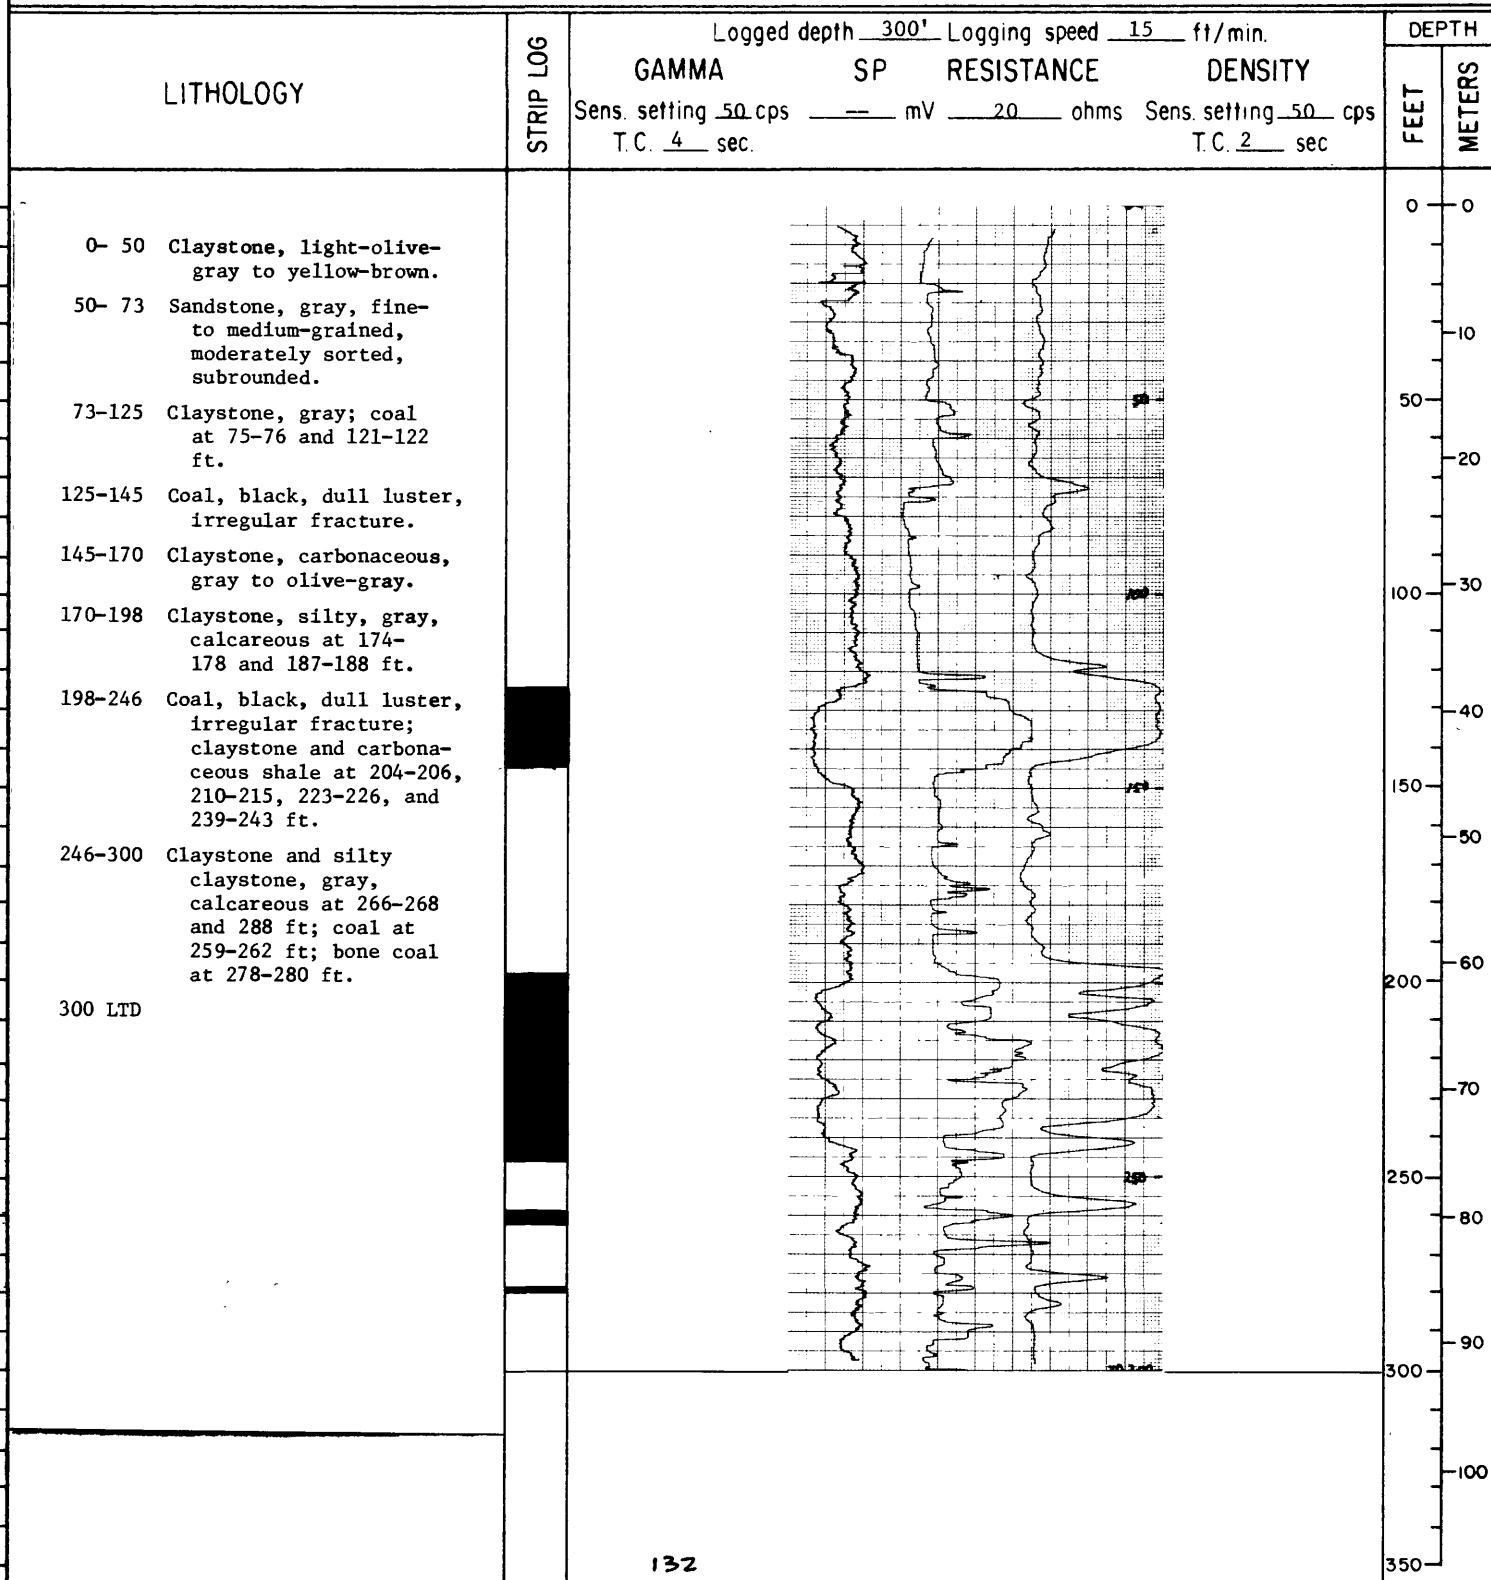 Logged depth 300' Logging speed 15 ft/min.
LITHOLOGY
STRIP LOG
GAMMA SP RESISTANCE DENSITY
Sens. setting 50 cps -- mV 20 ohms Sens. setting 50 cps
T.C. 4 sec. T.C. 2 sec
DEPTH
FEET
METERS
0- 50 Claystone, light-olive-
gray to yellow-brown.
50- 73 Sandstone, gray, fine-
to medium-grained,
moderately sorted,
subrounded.
73-125 Claystone, gray; coal
at 75-76 and 121-122
ft.
125-145 Coal, black, dull luster,
irregular fracture.
145-170 Claystone, carbonaceous,
gray to olive-gray.
170-198 Claystone, silty, gray,
calcareous at 174-
178 and 187-188 ft.
198-246 Coal, black, dull luster,
irregular fracture;
claystone and carbona-
ceous shale at 204-206,
210-215, 223-226, and
239-243 ft.
246-300 Claystone and silty
claystone, gray,
calcareous at 266-268
and 288 ft; coal at
259-262 ft; bone coal
at 278-280 ft.
300 LTD
50
100
150
250
0
50
100
150
200
250
300
350
0
10
20
30
40
50
60
70
80
90
100
132